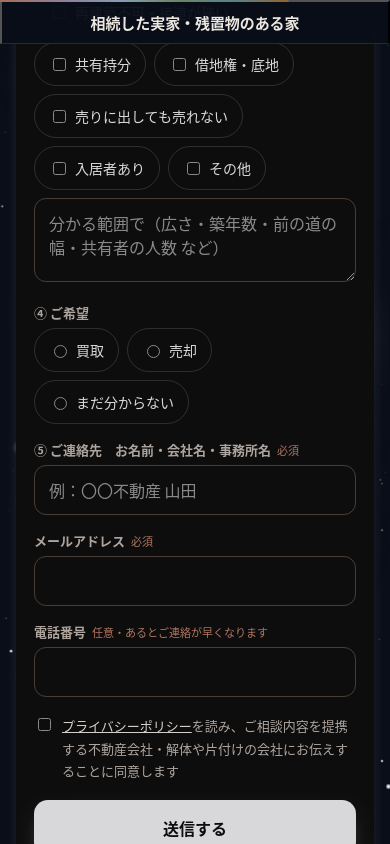 相続した実家・残置物のある家
共有持分
借地権・底地
売りに出しても売れない
入居者あり
その他
分かる範囲で（広さ・築年数・前の道の
幅・共有者の人数 など）
④ ご希望
買取
売却
まだ分からない
⑤ ご連絡先　お名前・会社名・事務所名 必須
例：〇〇不動産 山田
メールアドレス 必須
電話番号 任意・あるとご連絡が早くなります
プライバシーポリシーを読み、ご相談内容を提携
する不動産会社・解体や片付けの会社にお伝えす
ることに同意します
送信する